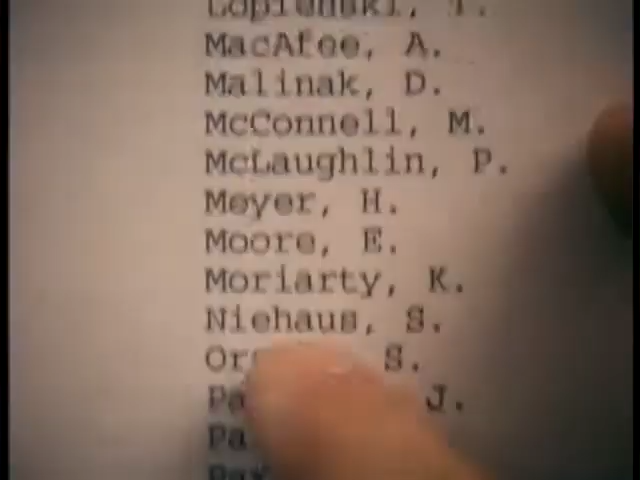 MacAfee, A.
Malinak, D.
McConnell, M.
McLaughlin, P.
Meyer, H.
Moore, E.
Moriarty, K.
Niehaus, S.
S.
J.